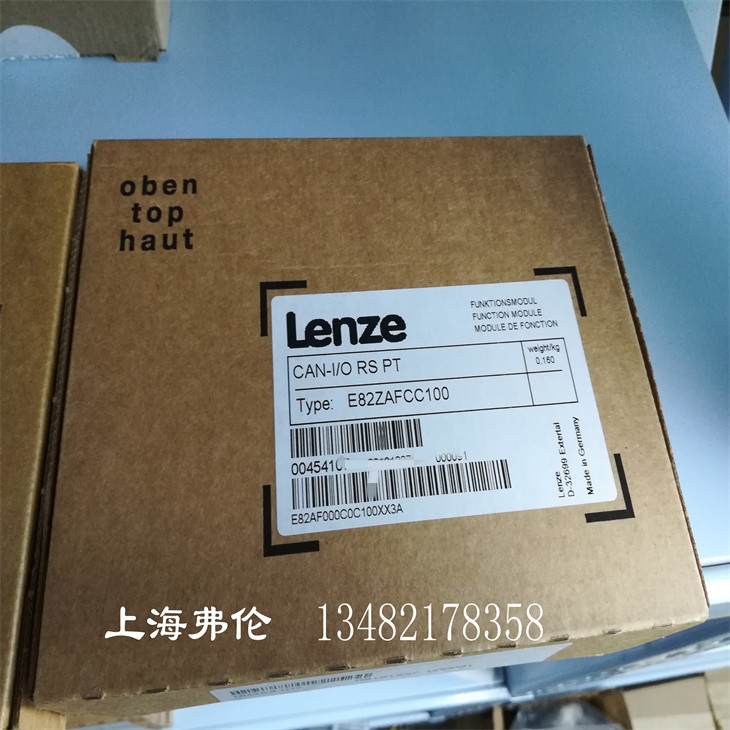 oben
top
haut
Lenze
FUNKTIONSMODUL
FUNCTION MODULE
MODULE DE FONCTION
CAN-I/O RS PT
weight/kg
0,160
Type: E82ZAFCC100
E82AF000C0C100XX3A
Lenze
D-32699 Extertal
Made in Germany
上海弗伦 13482178358